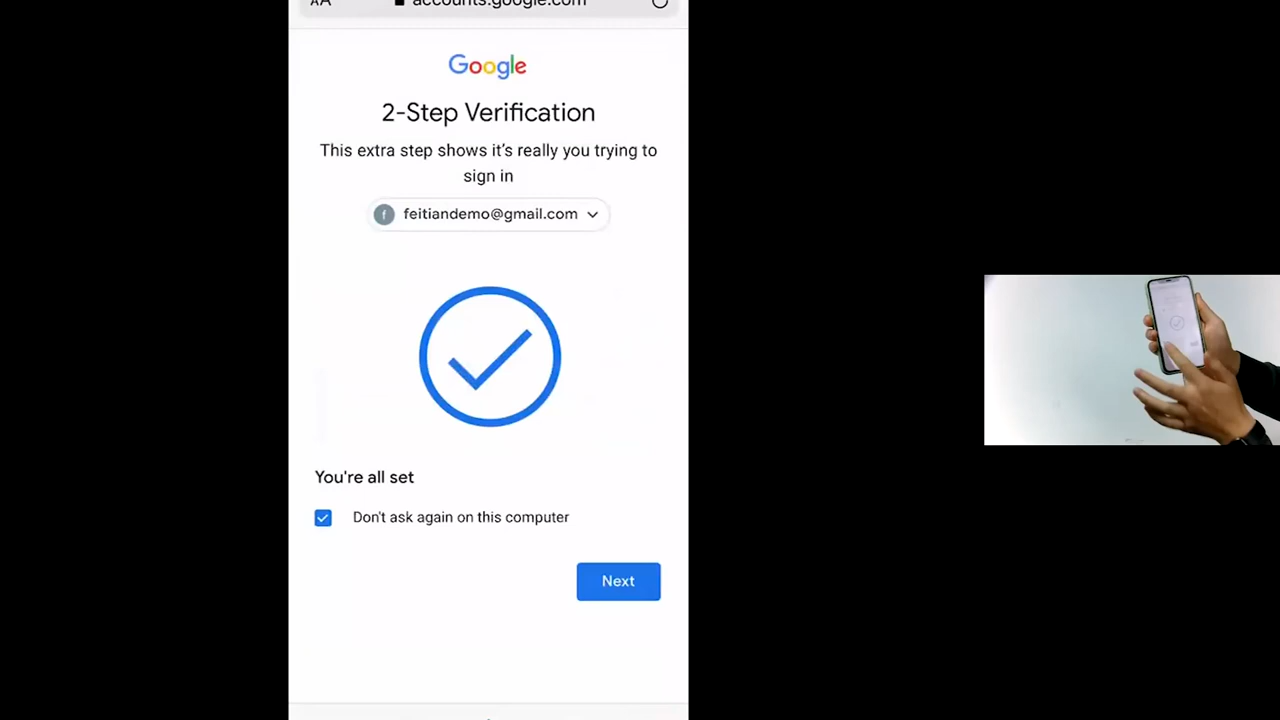 AA accounts.google.com
Google
2-Step Verification
This extra step shows it's really you trying to
sign in
f feitiandemo@gmail.com
You're all set
Don't ask again on this computer
Next